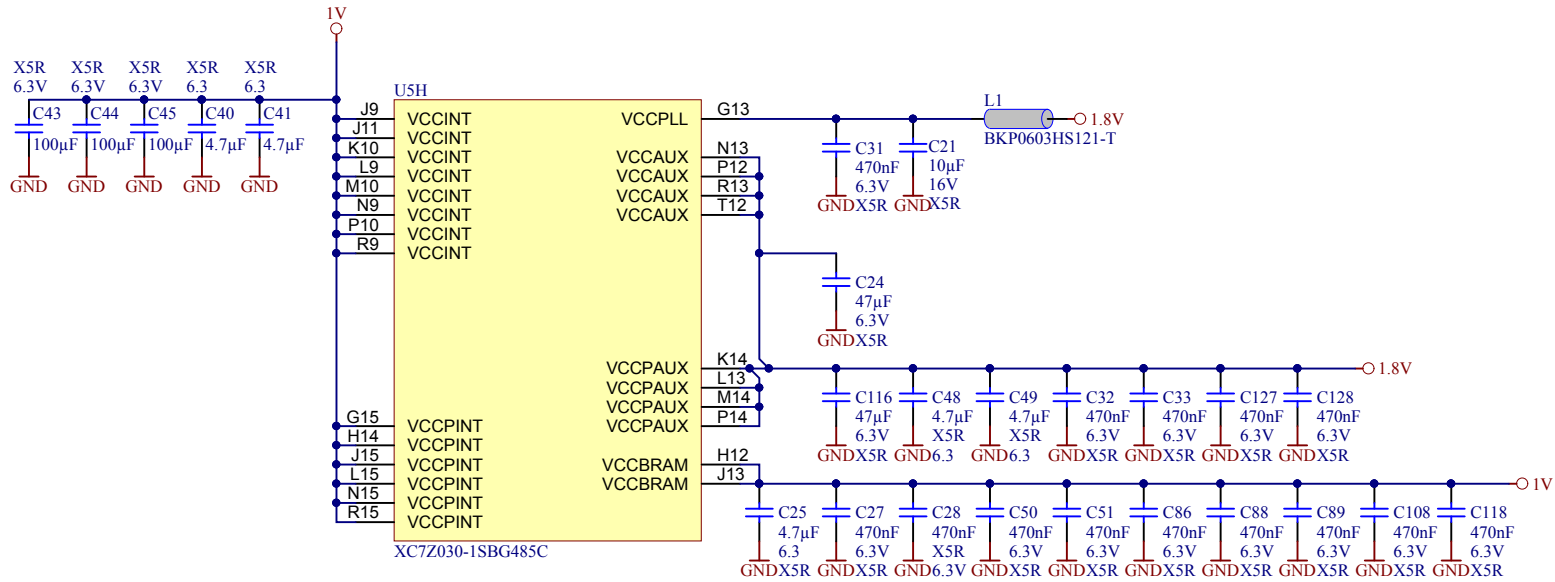 1V
X5R X5R X5R X5R X5R
6.3V 6.3V 6.3V 6.3 6.3
C43 C44 C45 C40 C41
100µF 100µF 100µF 4.7µF 4.7µF
GND GND GND GND GND
U5H
J9 VCCINT
J11 VCCINT
K10 VCCINT
L9 VCCINT
M10 VCCINT
N9 VCCINT
P10 VCCINT
R9 VCCINT
G15 VCCPINT
H14 VCCPINT
J15 VCCPINT
L15 VCCPINT
N15 VCCPINT
R15 VCCPINT
VCCPLL G13
VCCAUX N13
VCCAUX P12
VCCAUX R13
VCCAUX T12
VCCPAUX K14
VCCPAUX L13
VCCPAUX M14
VCCPAUX P14
VCCBRAM H12
VCCBRAM J13
XC7Z030-1SBG485C
L1
BKP0603HS121-T
1.8V
C31 C21
470nF 10µF
6.3V 16V
GND X5R GND X5R
C24
47µF
6.3V
GND X5R
1.8V
C116 C48 C49 C32 C33 C127 C128
47µF 4.7µF 4.7µF 470nF 470nF 470nF 470nF
6.3V X5R X5R 6.3V 6.3V 6.3V 6.3V
GND X5R GND 6.3 GND 6.3 GND X5R GND X5R GND X5R GND X5R
1V
C25 C27 C28 C50 C51 C86 C88 C89 C108 C118
4.7µF 470nF 470nF 470nF 470nF 470nF 470nF 470nF 470nF 470nF
6.3 6.3V X5R 6.3V 6.3V 6.3V 6.3V 6.3V 6.3V 6.3V
GND X5R GND X5R GND 6.3V GND X5R GND X5R GND X5R GND X5R GND X5R GND X5R GND X5R